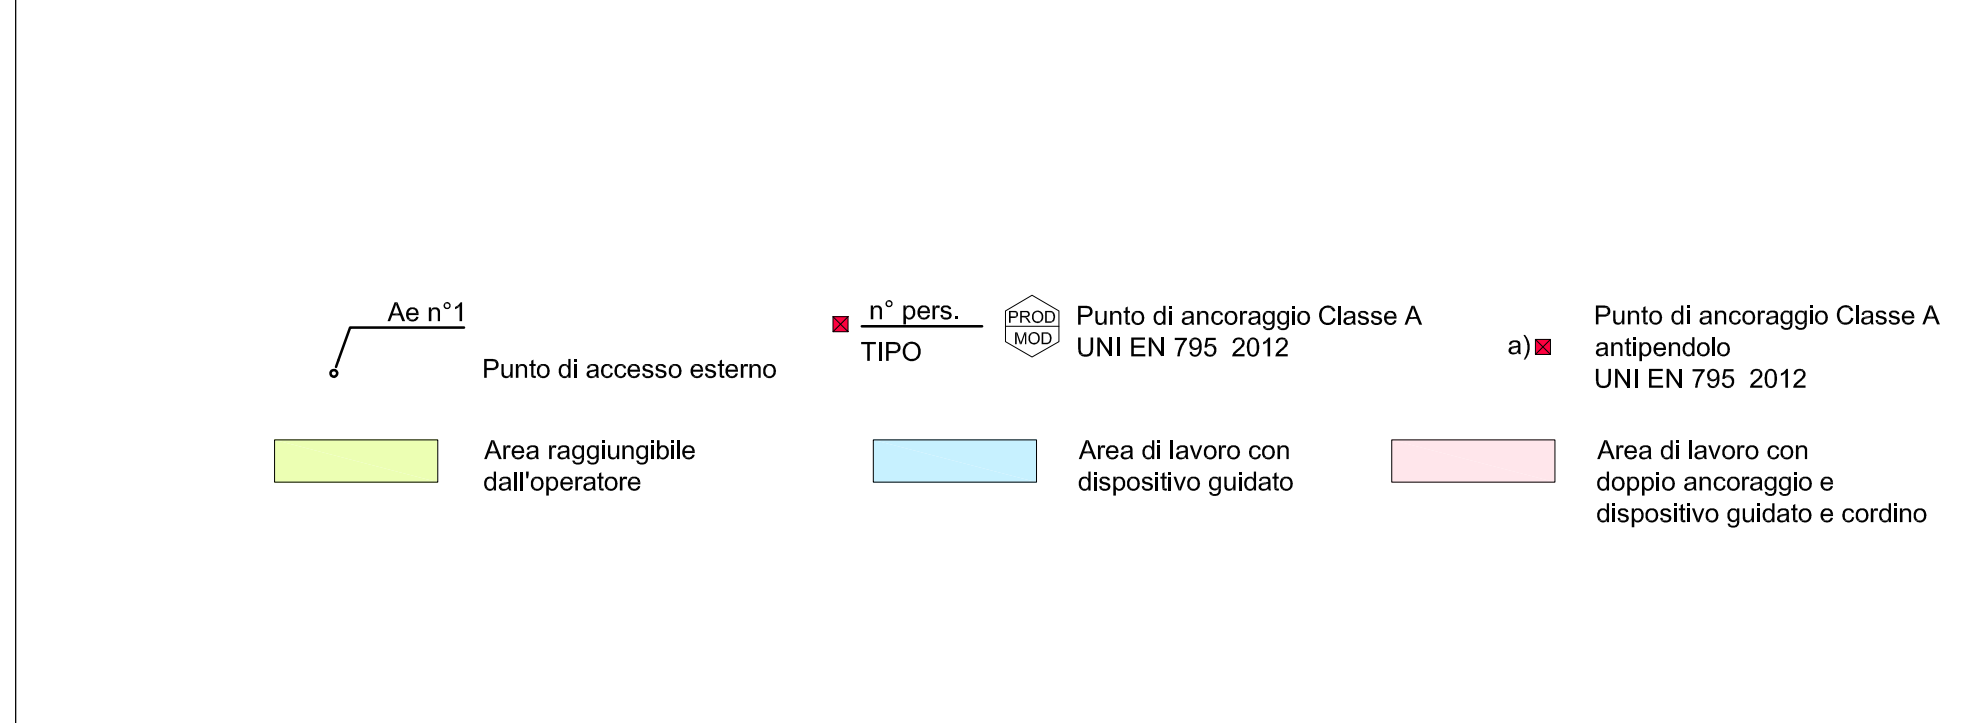 Ae n°1
Punto di accesso esterno
n° pers.
TIPO
PROD
MOD
Punto di ancoraggio Classe A
UNI EN 795  2012
a)
Punto di ancoraggio Classe A
antipendolo
UNI EN 795  2012
Area raggiungibile
dall'operatore
Area di lavoro con
dispositivo guidato
Area di lavoro con
doppio ancoraggio e
dispositivo guidato e cordino